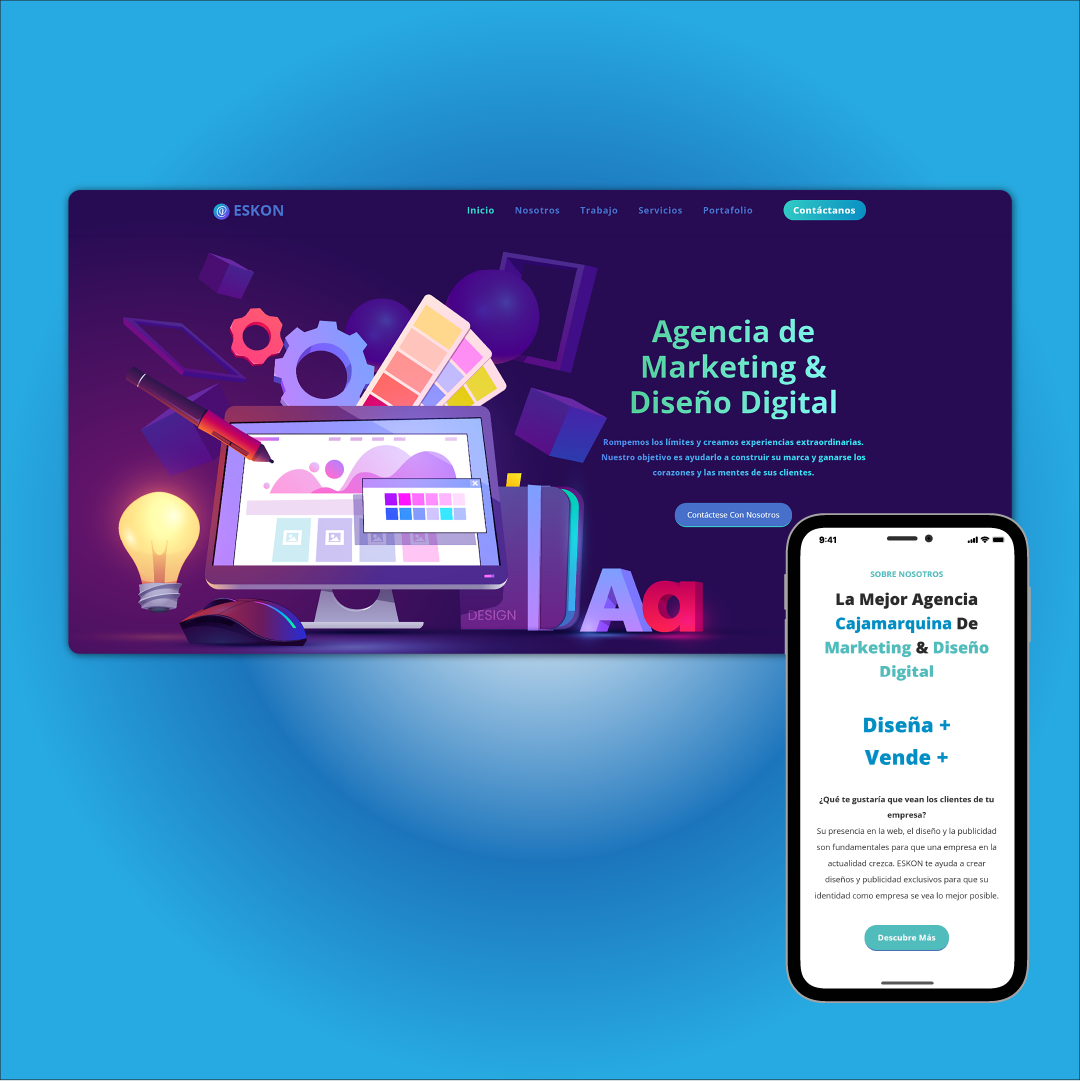 ESKON
Inicio Nosotros Trabajo Servicios Portafolio Contáctanos
Agencia de
Marketing &
Diseño Digital
Rompemos los límites y creamos experiencias extraordinarias.
Nuestro objetivo es ayudarlo a construir su marca y ganarse los
corazones y las mentes de sus clientes.
Contáctese Con Nosotros
DESIGN
Aa
9:41
SOBRE NOSOTROS
La Mejor Agencia
Cajamarquina De
Marketing & Diseño
Digital
Diseña +
Vende +
¿Qué te gustaría que vean los clientes de tu
empresa?
Su presencia en la web, el diseño y la publicidad
son fundamentales para que una empresa en la
actualidad crezca. ESKON te ayuda a crear
diseños y publicidad exclusivos para que su
identidad como empresa se vea lo mejor posible.
Descubre Más